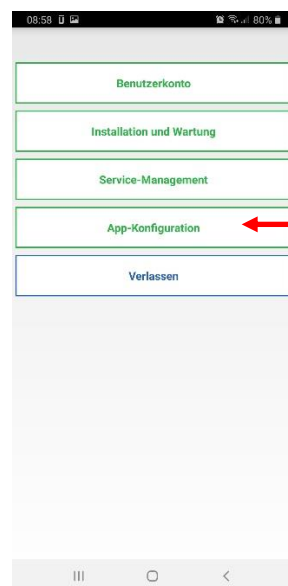 08:58 80%
Benutzerkonto
Installation und Wartung
Service-Management
App-Konfiguration
Verlassen